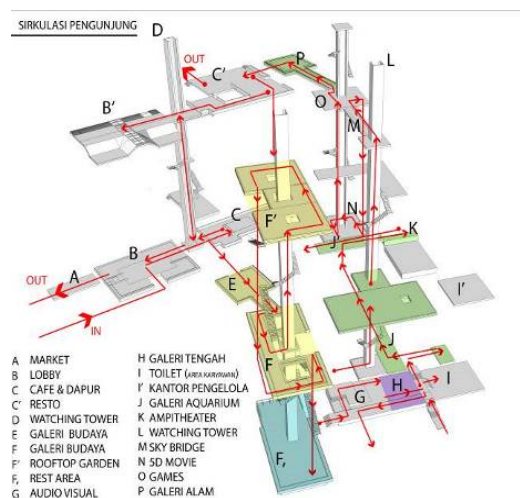 SIRKULASI PENGUNJUNG
D
P
L
OUT
C'
O
B'
M
C
F'
N
J'
K
B
E
OUT
A
I'
IN
F
J
A MARKET
B LOBBY
C CAFE & DAPUR
C' RESTO
D WATCHING TOWER
E GALERI BUDAYA
F GALERI BUDAYA
F' ROOFTOP GARDEN
F, REST AREA
G AUDIO VISUAL
H GALERI TENGAH
I TOILET (AREA KARYAWAN)
I' KANTOR PENGELOLA
J GALERI AQUARIUM
K AMPITHEATER
L WATCHING TOWER
M SKY BRIDGE
N 5D MOVIE
O GAMES
P GALERI ALAM
G
H
I
F,